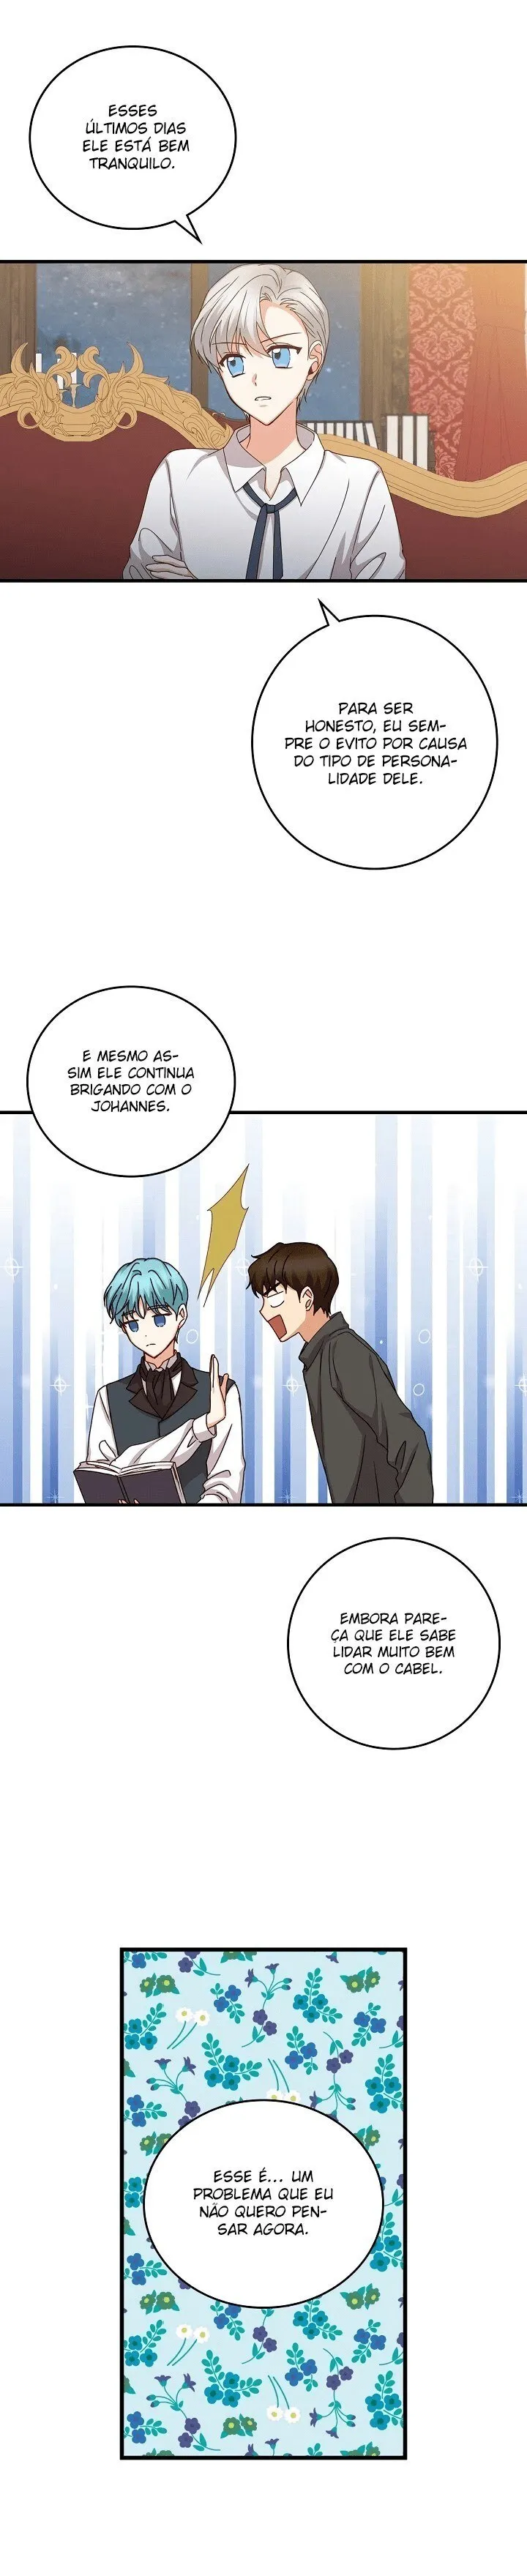 ESSES
ÚLTIMOS DIAS
ELE ESTÁ BEM
TRANQUILO.
PARA SER
HONESTO, EU SEM-
PRE O EVITO POR CAUSA
DO TIPO DE PERSONA-
LIDADE DELE.
E MESMO AS-
SIM ELE CONTINUA
BRIGANDO COM O
JOHANNES.
EMBORA PARE-
ÇA QUE ELE SABE
LIDAR MUITO BEM
COM O CABEL.
ESSE É... UM
PROBLEMA QUE EU
NÃO QUERO PEN-
SAR AGORA.